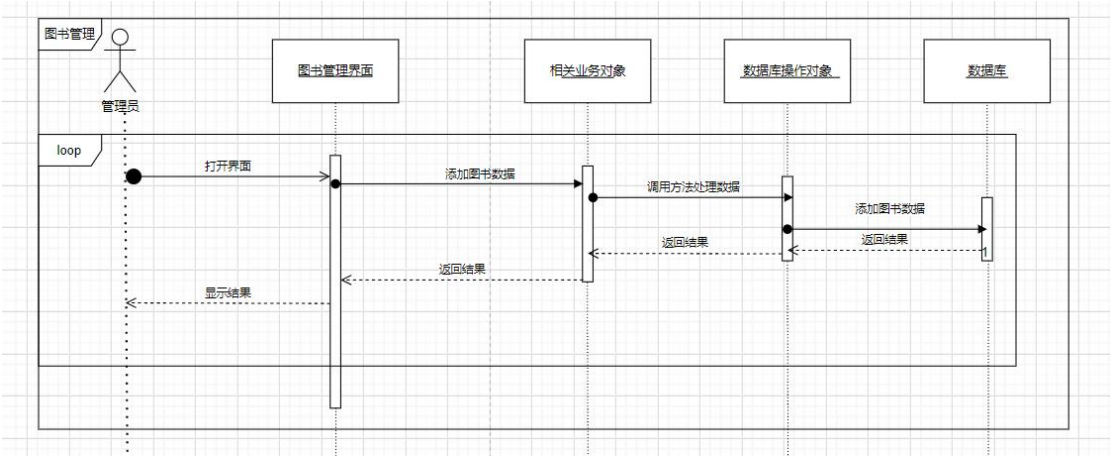 图书管理
管理员
图书管理界面
相关业务对象
数据库操作对象
数据库
loop
打开界面
添加图书数据
调用方法处理数据
添加图书数据
返回结果
1
返回结果
返回结果
显示结果